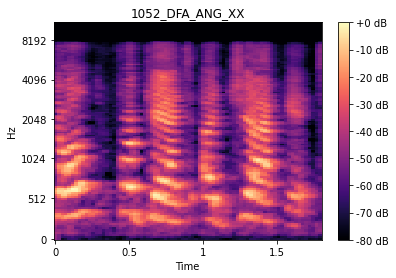 1052_DFA_ANG_XX
8192
4096
2048
1024
512
0
Hz
0
0.5
1
1.5
Time
+0 dB
-10 dB
-20 dB
-30 dB
-40 dB
-50 dB
-60 dB
-70 dB
-80 dB